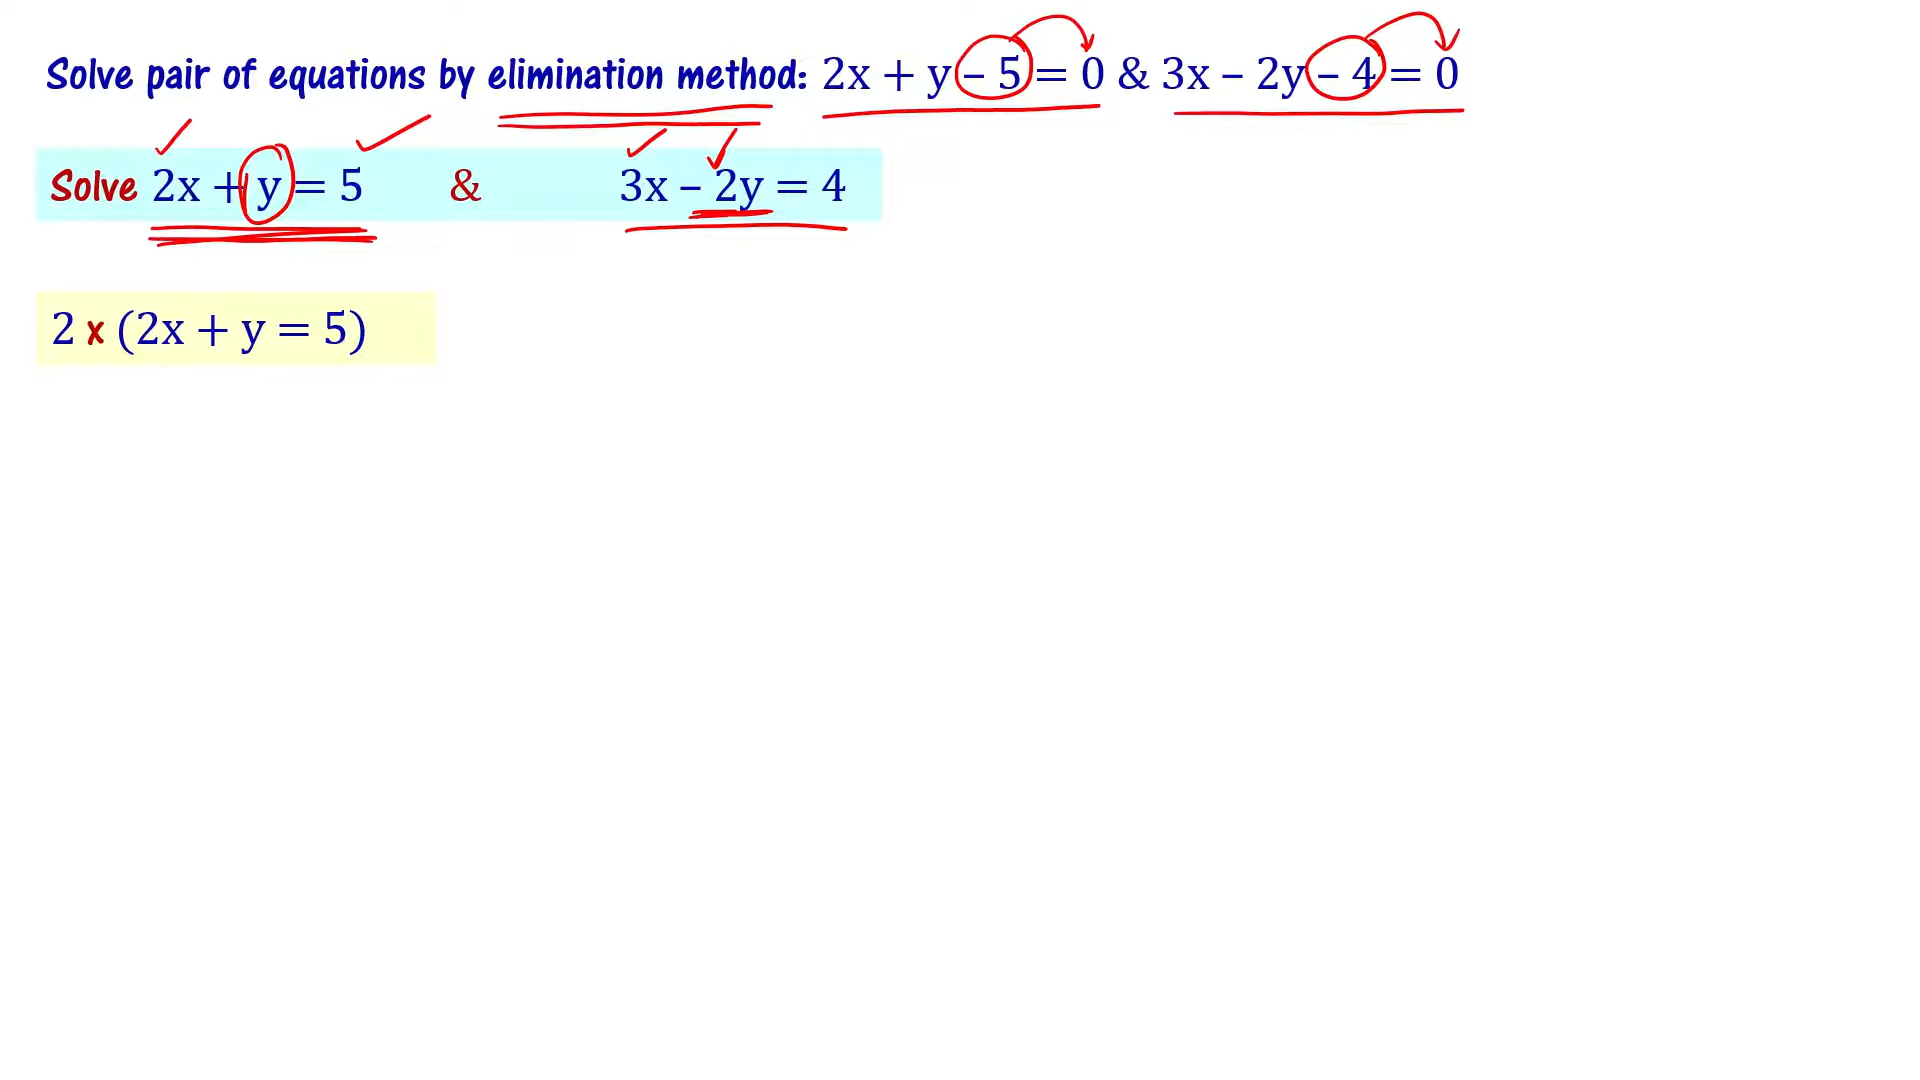 Solve pair of equations by elimination method: 2x + y – 5 = 0 & 3x – 2y – 4 = 0
Solve 2x + y = 5 & 3x – 2y = 4
2 x (2x + y = 5)